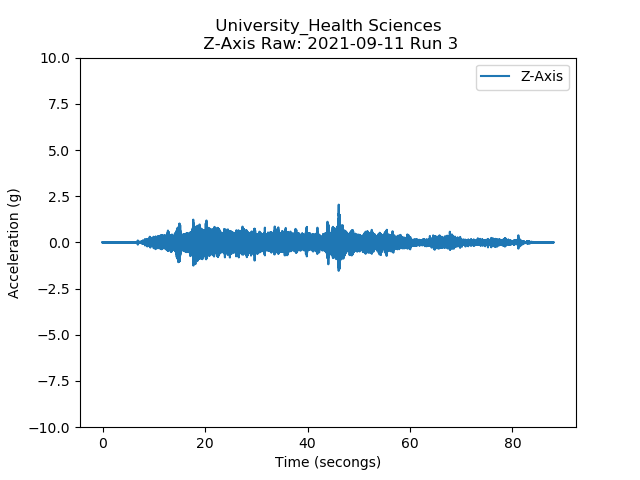 University_Health Sciences
Z-Axis Raw: 2021-09-11 Run 3
Z-Axis
Acceleration (g)
10.0
7.5
5.0
2.5
0.0
−2.5
−5.0
−7.5
−10.0
0 20 40 60 80
Time (secongs)